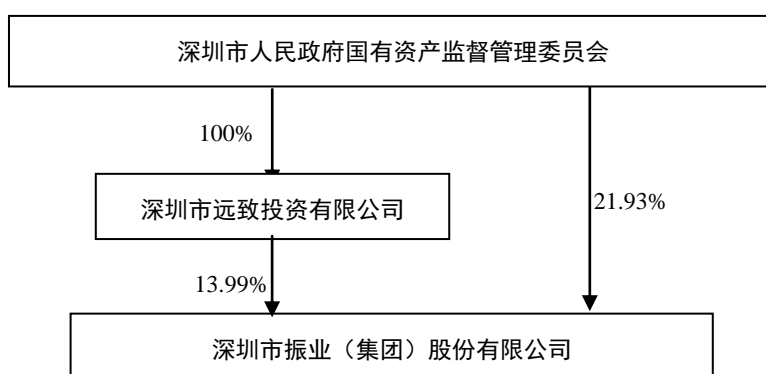 深圳市人民政府国有资产监督管理委员会
100%
深圳市远致投资有限公司
21.93%
13.99%
深圳市振业（集团）股份有限公司